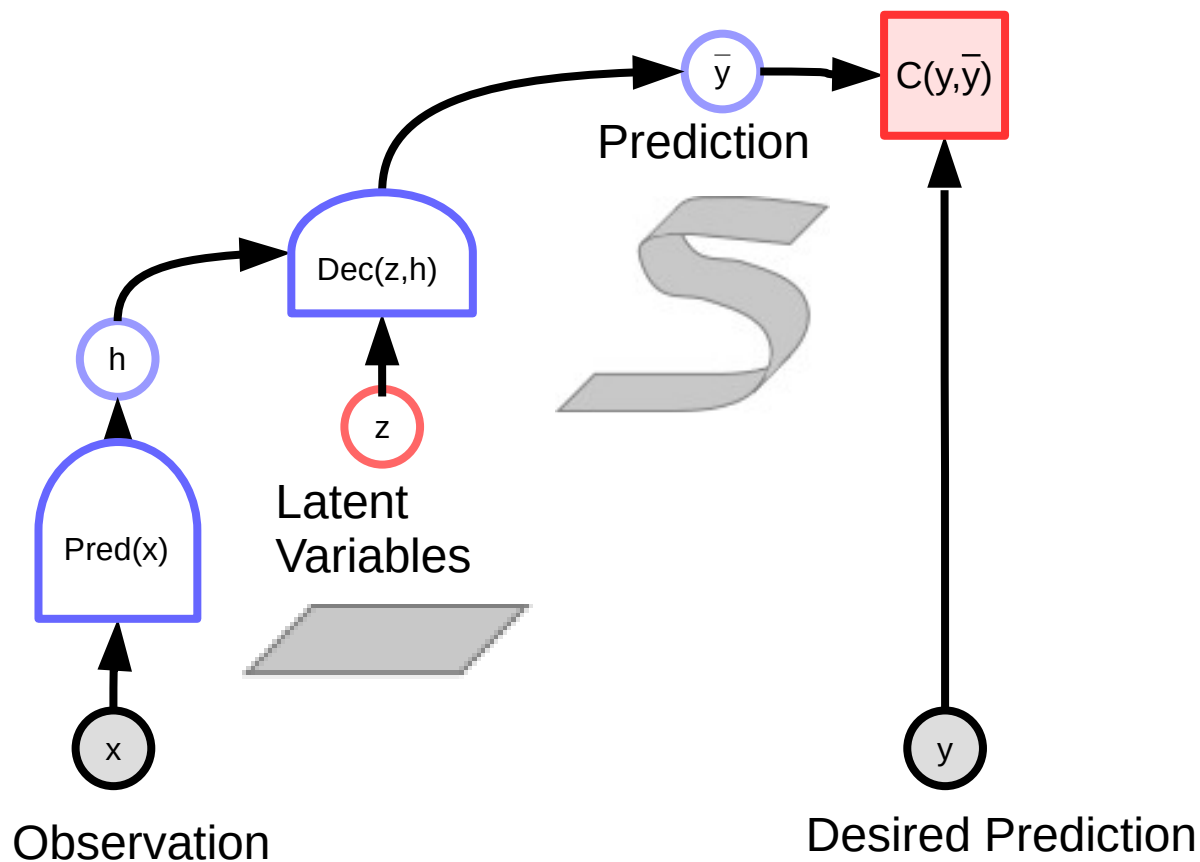 ȳ
C(y,ȳ)
Prediction
Dec(z,h)
h
z
Latent
Variables
Pred(x)
x
y
Observation
Desired Prediction